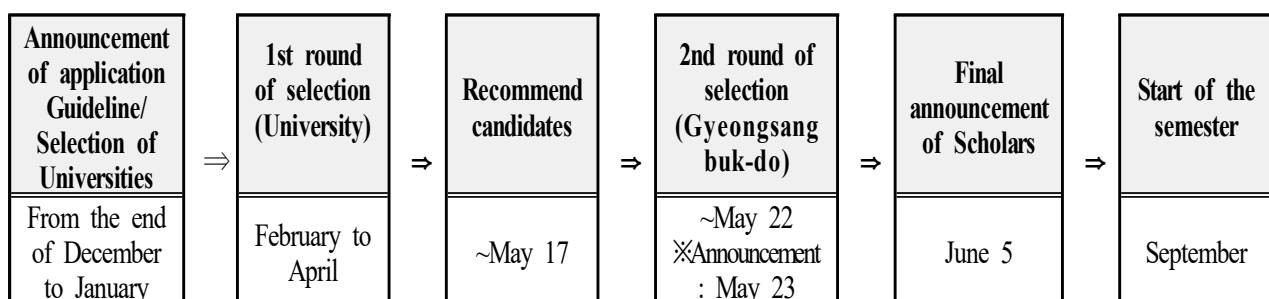 Announcement
of application
Guideline/
Selection of
Universities
From the end
of December
to January
⇒
1st round
of selection
(University)
February to
April
⇒
Recommend
candidates
~May 17
⇒
2nd round of
selection
(Gyeongsang
buk-do)
~May 22
※Announcement
: May 23
⇒
Final
announcement
of Scholars
June 5
⇒
Start of the
semester
September